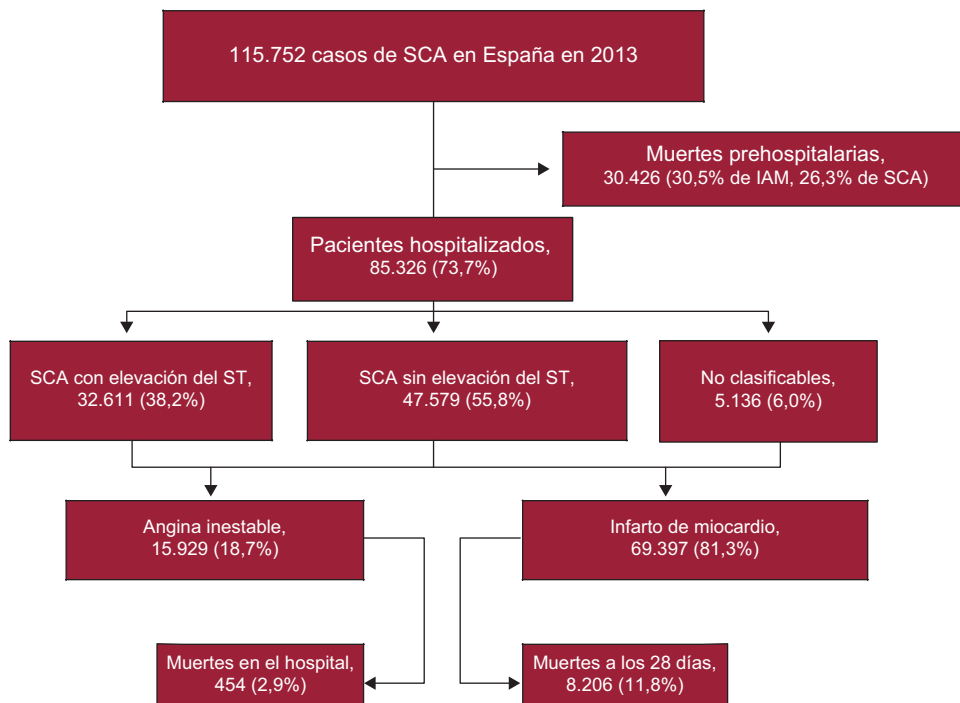 115.752 casos de SCA en España en 2013
Muertes prehospitalarias,
30.426 (30,5% de IAM, 26,3% de SCA)
Pacientes hospitalizados,
85.326 (73,7%)
SCA con elevación del ST,
32.611 (38,2%)
SCA sin elevación del ST,
47.579 (55,8%)
No clasificables,
5.136 (6,0%)
Angina inestable,
15.929 (18,7%)
Infarto de miocardio,
69.397 (81,3%)
Muertes en el hospital,
454 (2,9%)
Muertes a los 28 días,
8.206 (11,8%)